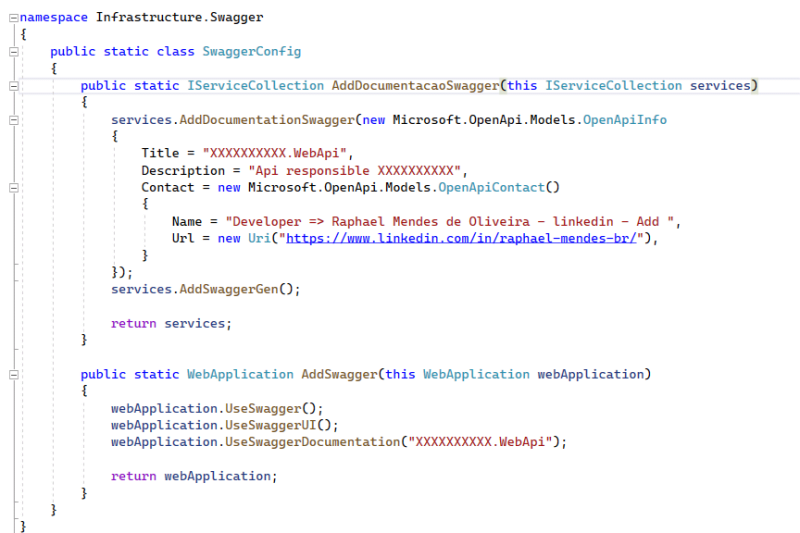 namespace Infrastructure.Swagger
{
    public static class SwaggerConfig
    {
        public static IServiceCollection AddDocumentacaoSwagger(this IServiceCollection services)
        {
            services.AddDocumentationSwagger(new Microsoft.OpenApi.Models.OpenApiInfo
            {
                Title = "XXXXXXXXXX.WebApi",
                Description = "Api responsible XXXXXXXXXX",
                Contact = new Microsoft.OpenApi.Models.OpenApiContact()
                {
                    Name = "Developer => Raphael Mendes de Oliveira - linkedin - Add ",
                    Url = new Uri("https://www.linkedin.com/in/raphael-mendes-br/"),
                }
            });
            services.AddSwaggerGen();

            return services;
        }

        public static WebApplication AddSwagger(this WebApplication webApplication)
        {
            webApplication.UseSwagger();
            webApplication.UseSwaggerUI();
            webApplication.UseSwaggerDocumentation("XXXXXXXXXX.WebApi");

            return webApplication;
        }
    }
}